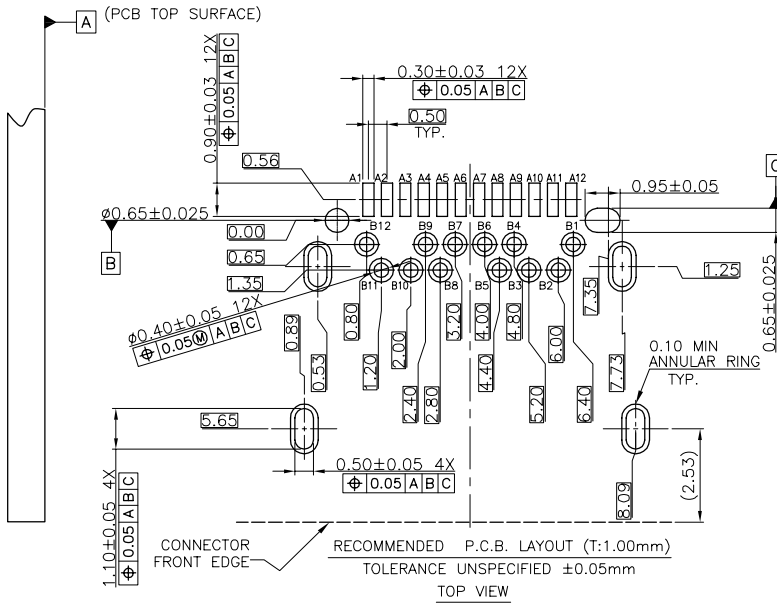 A (PCB TOP SURFACE)
0.90±0.03 12X
⌖ 0.05 A B C
0.30±0.03 12X
⌖ 0.05 A B C
0.50
TYP.
0.56
A1 A2 A3 A4 A5 A6 A7 A8 A9 A10 A11 A12
C
0.95±0.05
ø0.65±0.025
B
0.00
0.65
1.35
B12 B9 B7 B6 B4 B1
B11 B10 B8 B5 B3 B2
1.25
0.65±0.025
ø0.40±0.05 12X
⌖ 0.05Ⓜ A B C
0.89
0.53
0.80
1.20
2.00
2.40
2.80
3.20
4.00
4.40
4.80
5.20
6.00
6.40
7.35
7.73
0.10 MIN
ANNULAR RING
TYP.
5.65
1.10±0.05 4X
⌖ 0.05 A B C
0.50±0.05 4X
⌖ 0.05 A B C
8.09
(2.53)
CONNECTOR
FRONT EDGE
RECOMMENDED P.C.B. LAYOUT (T:1.00mm)
TOLERANCE UNSPECIFIED ±0.05mm
TOP VIEW